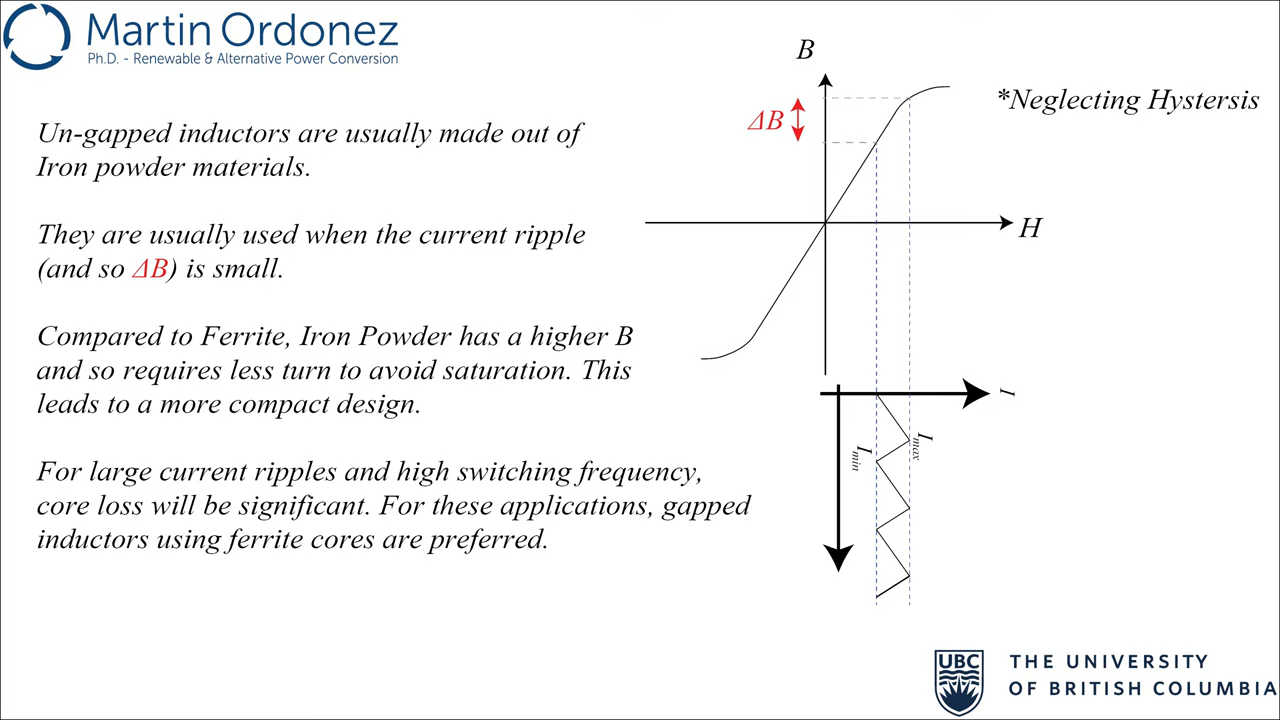 Martin Ordonez
Ph.D. - Renewable & Alternative Power Conversion
Un-gapped inductors are usually made out of
Iron powder materials.
They are usually used when the current ripple
(and so ΔB) is small.
Compared to Ferrite, Iron Powder has a higher B
and so requires less turn to avoid saturation. This
leads to a more compact design.
For large current ripples and high switching frequency,
core loss will be significant. For these applications, gapped
inductors using ferrite cores are preferred.
B
*Neglecting Hystersis
ΔB
H
I
Imax
Imin
UBC
THE UNIVERSITY
OF BRITISH COLUMBIA